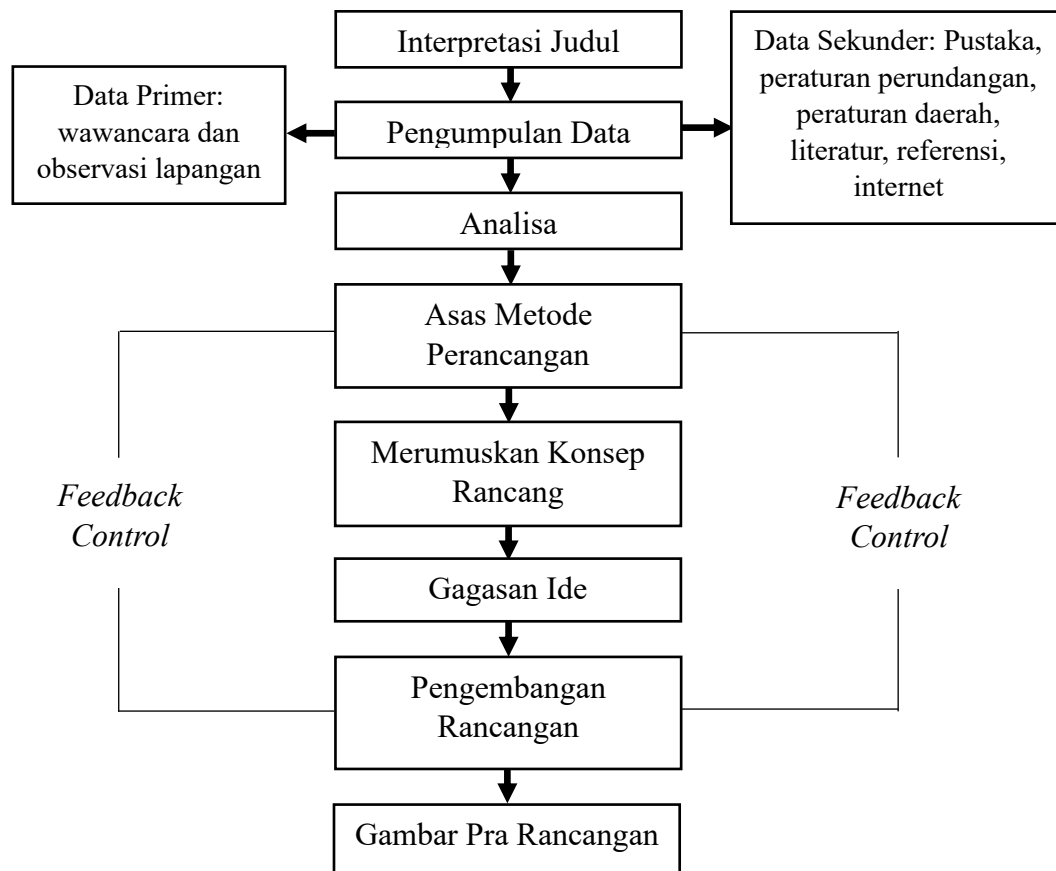 Interpretasi Judul
Data Primer:
wawancara dan
observasi lapangan
Pengumpulan Data
Data Sekunder: Pustaka,
peraturan perundangan,
peraturan daerah,
literatur, referensi,
internet
Analisa
Asas Metode
Perancangan
Merumuskan Konsep
Rancang
Feedback
Control
Feedback
Control
Gagasan Ide
Pengembangan
Rancangan
Gambar Pra Rancangan